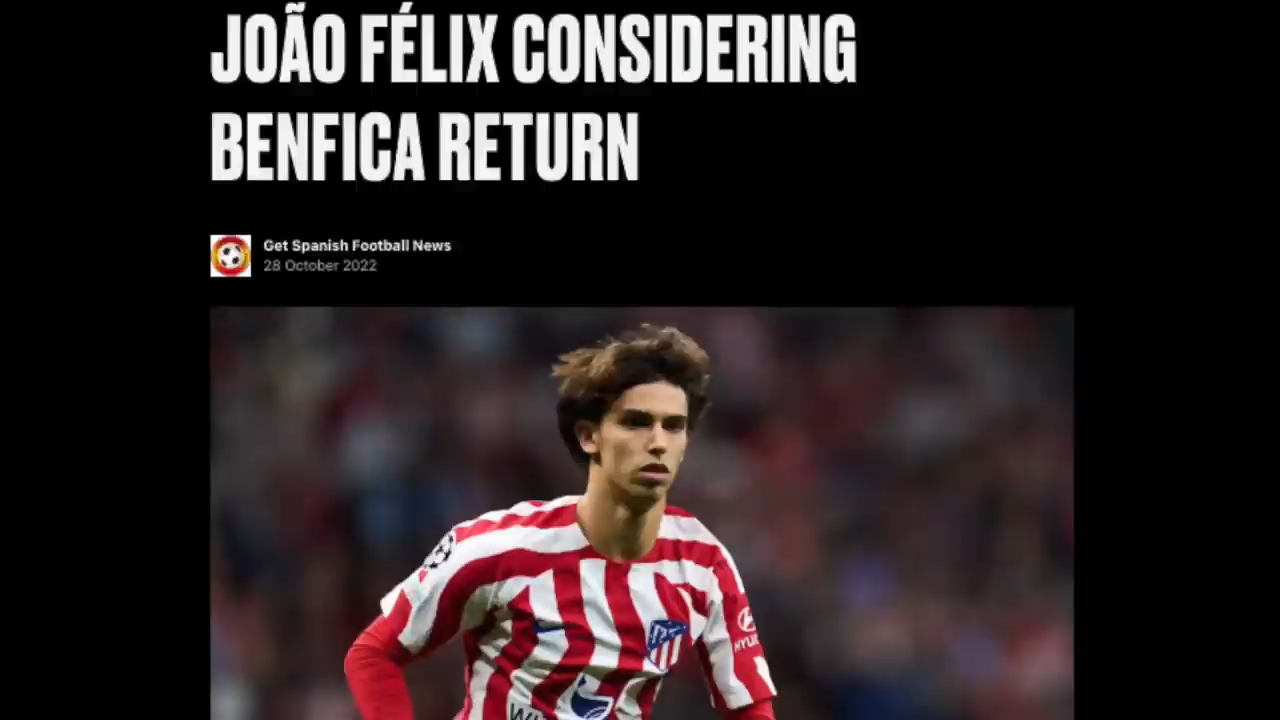 JOÃO FÉLIX CONSIDERING
BENFICA RETURN
Get Spanish Football News
28 October 2022